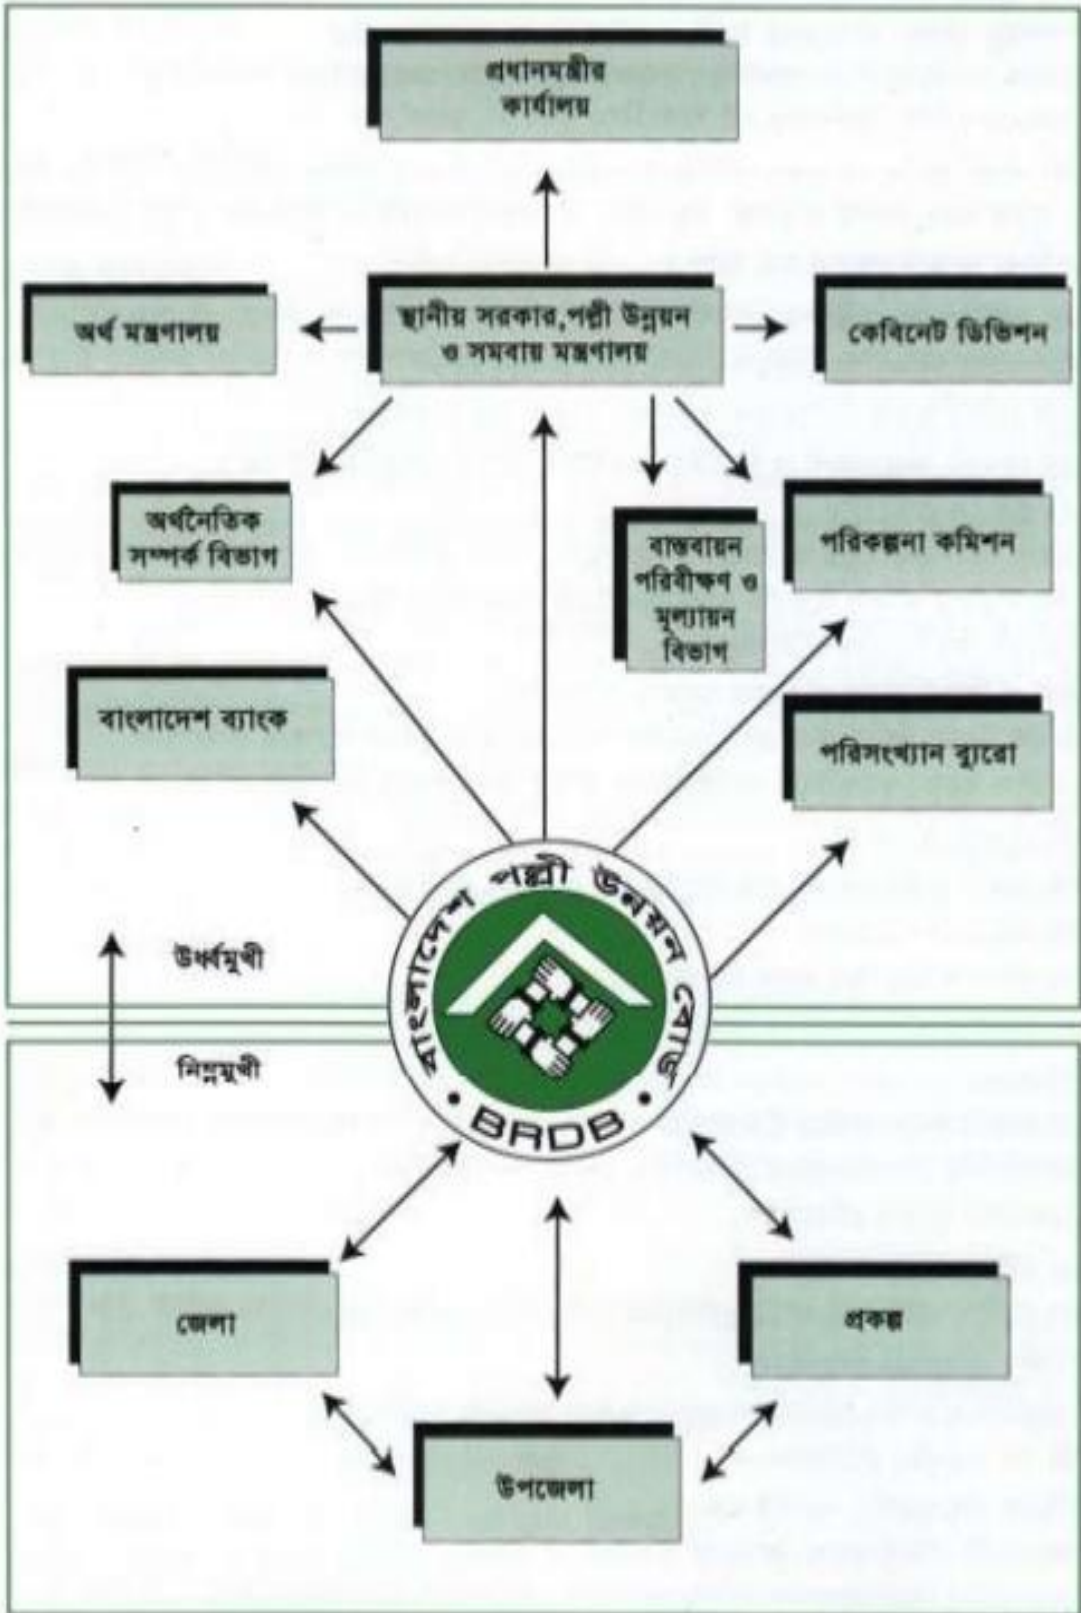 প্রধানমন্ত্রীর
কার্যালয়
অর্থ মন্ত্রণালয়
স্থানীয় সরকার,পল্লী উন্নয়ন
ও সমবায় মন্ত্রণালয়
কেবিনেট ডিভিশন
অর্থনৈতিক
সম্পর্ক বিভাগ
বাস্তবায়ন
পরিবীক্ষণ ও
মূল্যায়ন
বিভাগ
পরিকল্পনা কমিশন
বাংলাদেশ ব্যাংক
পরিসংখ্যান ব্যুরো
বাংলাদেশ পল্লী উন্নয়ন বোর্ড
• BRDB •
উর্ধ্বমুখী
নিম্নমুখী
জেলা
প্রকল্প
উপজেলা